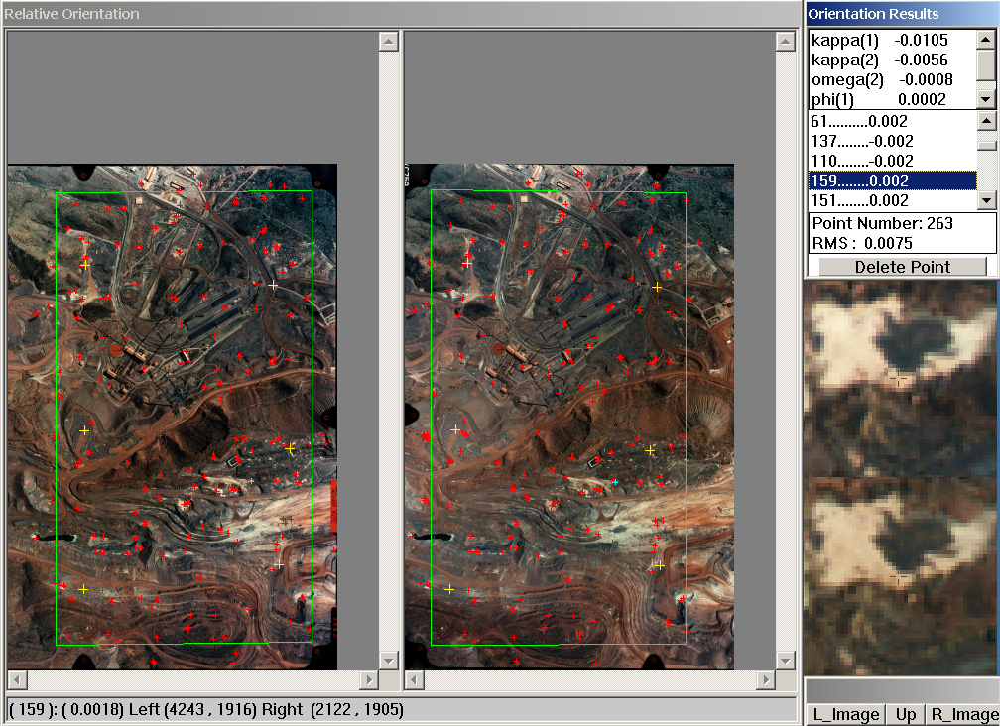 Relative Orientation
Orientation Results
kappa(1) -0.0105
kappa(2) -0.0056
omega(2) -0.0008
phi(1) 0.0002
61.........0.002
137........-0.002
110........-0.002
159........0.002
151........0.002
Point Number: 263
RMS : 0.0075
Delete Point
( 159 ): ( 0.0018) Left (4243 , 1916) Right (2122 , 1905)
L_Image
Up
R_Image